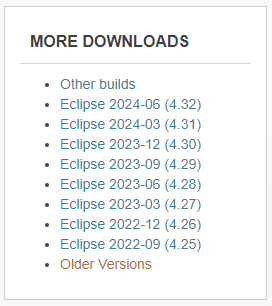 MORE DOWNLOADS
Other builds
Eclipse 2024-06 (4.32)
Eclipse 2024-03 (4.31)
Eclipse 2023-12 (4.30)
Eclipse 2023-09 (4.29)
Eclipse 2023-06 (4.28)
Eclipse 2023-03 (4.27)
Eclipse 2022-12 (4.26)
Eclipse 2022-09 (4.25)
Older Versions